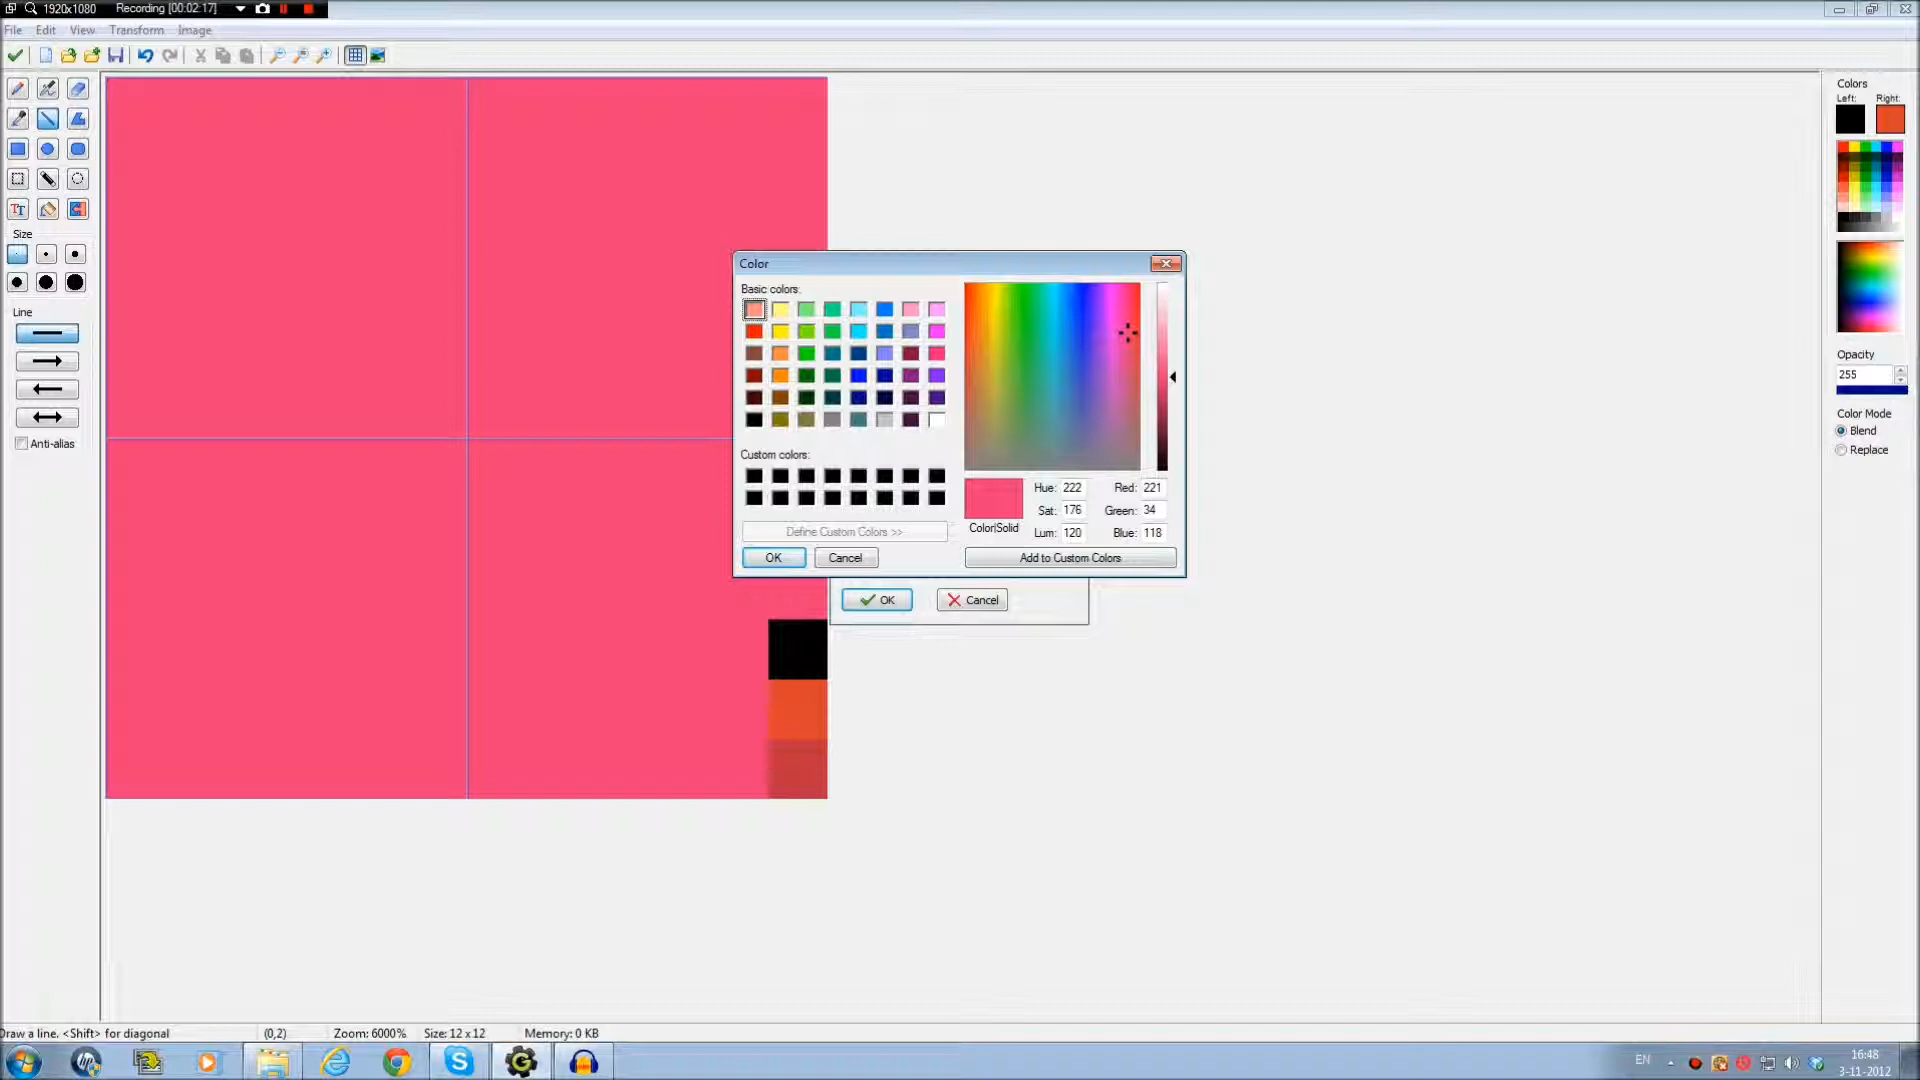 1920x1080 Recording [00:02:17]
File Edit View Transform Image
Colors
Left: Right:
TT
Size
Line
Anti-alias
Opacity
255
Color Mode
Blend
Replace
Color
Basic colors:
Custom colors:
Define Custom Colors >>
OK Cancel
Color|Solid
Hue: 222 Red: 221
Sat: 176 Green: 34
Lum: 120 Blue: 118
Add to Custom Colors
OK Cancel
Draw a line. <Shift> for diagonal (0,2) Zoom: 6000% Size: 12 x 12 Memory: 0 KB
hp
S
G
EN
16:48
3-11-2012